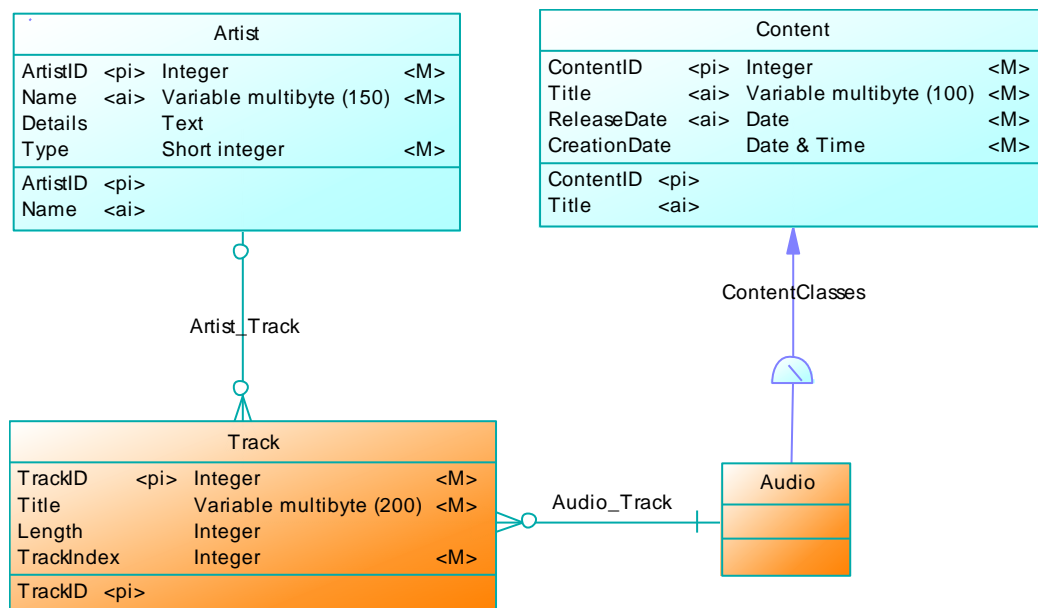 Artist
ArtistID <pi> Integer <M>
Name <ai> Variable multibyte (150) <M>
Details Text
Type Short integer <M>
ArtistID <pi>
Name <ai>
Content
ContentID <pi> Integer <M>
Title <ai> Variable multibyte (100) <M>
ReleaseDate <ai> Date <M>
CreationDate Date & Time <M>
ContentID <pi>
Title <ai>
ContentClasses
Artist_Track
Track
TrackID <pi> Integer <M>
Title Variable multibyte (200) <M>
Length Integer
TrackIndex Integer <M>
TrackID <pi>
Audio_Track
Audio